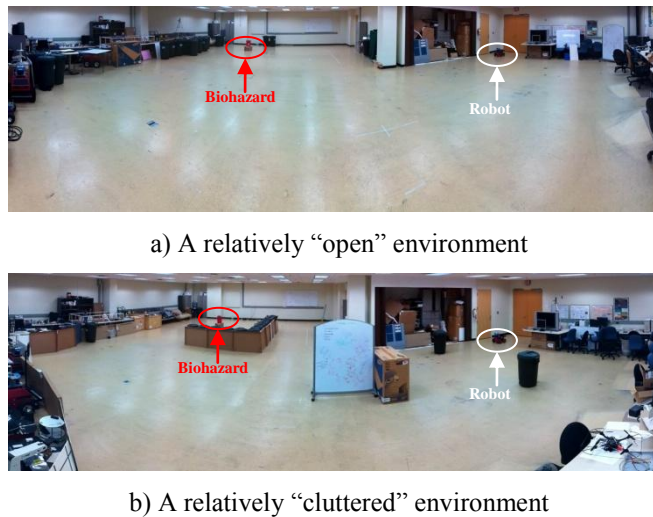 Biohazard
Robot
a) A relatively “open” environment
Biohazard
Robot
b) A relatively “cluttered” environment